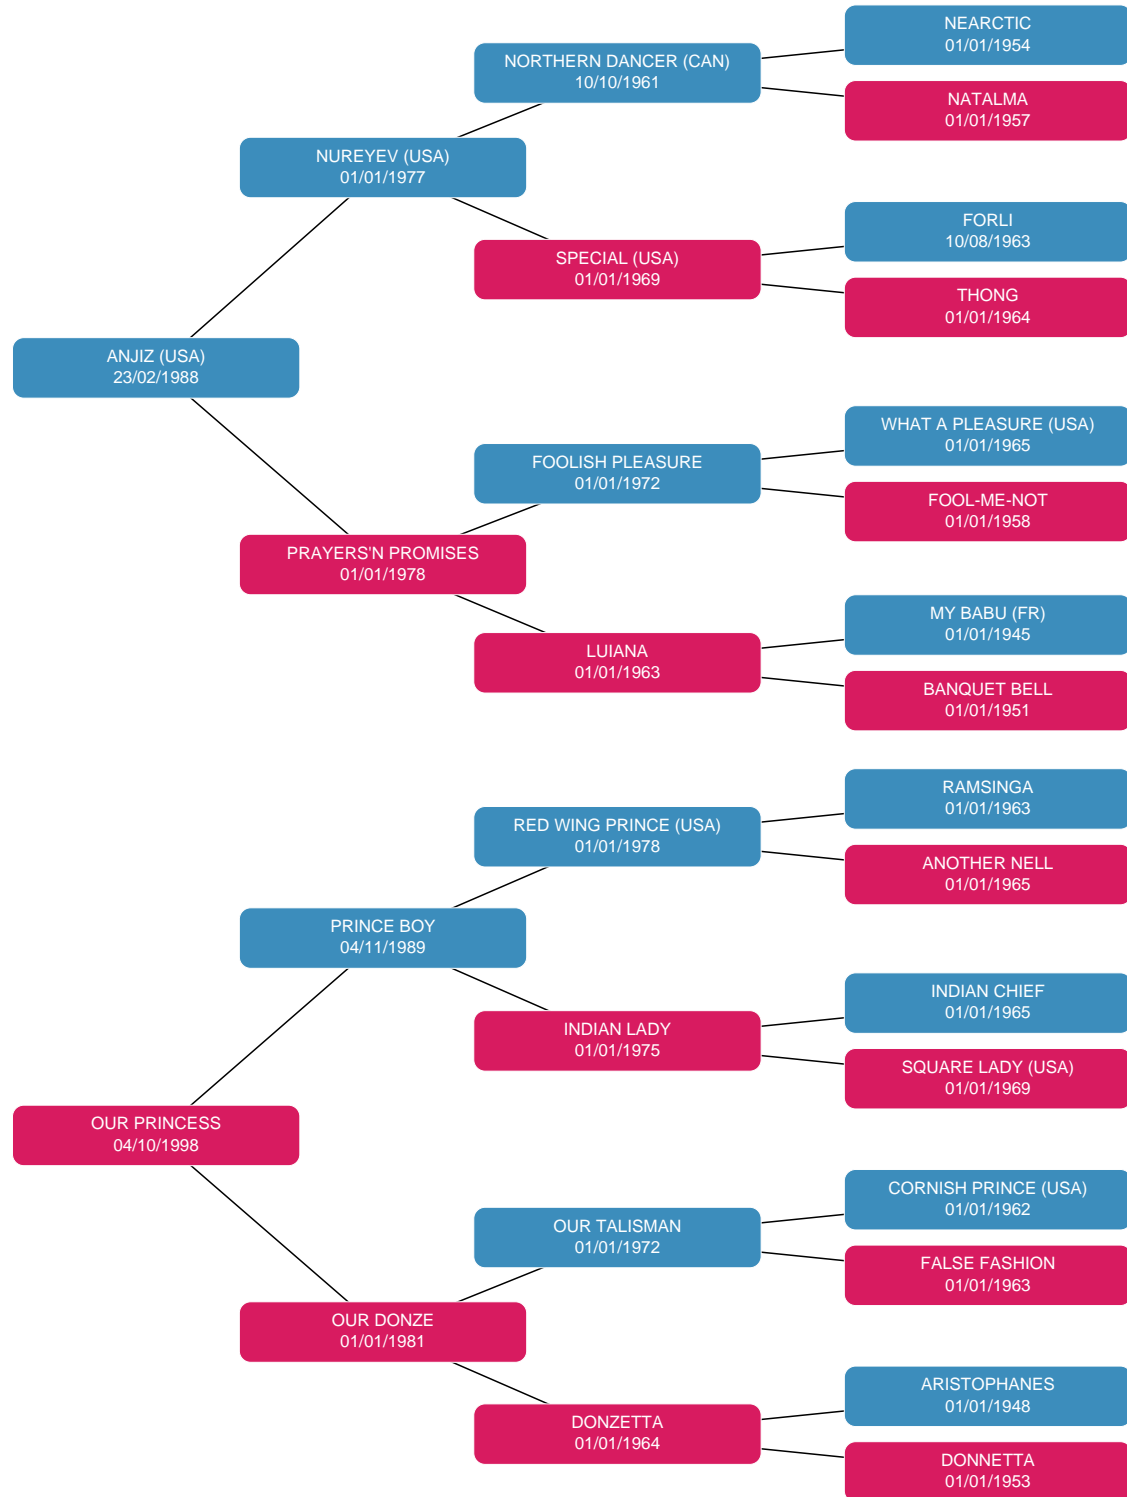 NEARCTIC
01/01/1954
NORTHERN DANCER (CAN)
10/10/1961
NATALMA
01/01/1957
NUREYEV (USA)
01/01/1977
FORLI
10/08/1963
SPECIAL (USA)
01/01/1969
THONG
01/01/1964
ANJIZ (USA)
23/02/1988
WHAT A PLEASURE (USA)
01/01/1965
FOOLISH PLEASURE
01/01/1972
FOOL-ME-NOT
01/01/1958
PRAYERS'N PROMISES
01/01/1978
MY BABU (FR)
01/01/1945
LUIANA
01/01/1963
BANQUET BELL
01/01/1951
RAMSINGA
01/01/1963
RED WING PRINCE (USA)
01/01/1978
ANOTHER NELL
01/01/1965
PRINCE BOY
04/11/1989
INDIAN CHIEF
01/01/1965
INDIAN LADY
01/01/1975
SQUARE LADY (USA)
01/01/1969
OUR PRINCESS
04/10/1998
CORNISH PRINCE (USA)
01/01/1962
OUR TALISMAN
01/01/1972
FALSE FASHION
01/01/1963
OUR DONZE
01/01/1981
ARISTOPHANES
01/01/1948
DONZETTA
01/01/1964
DONNETTA
01/01/1953